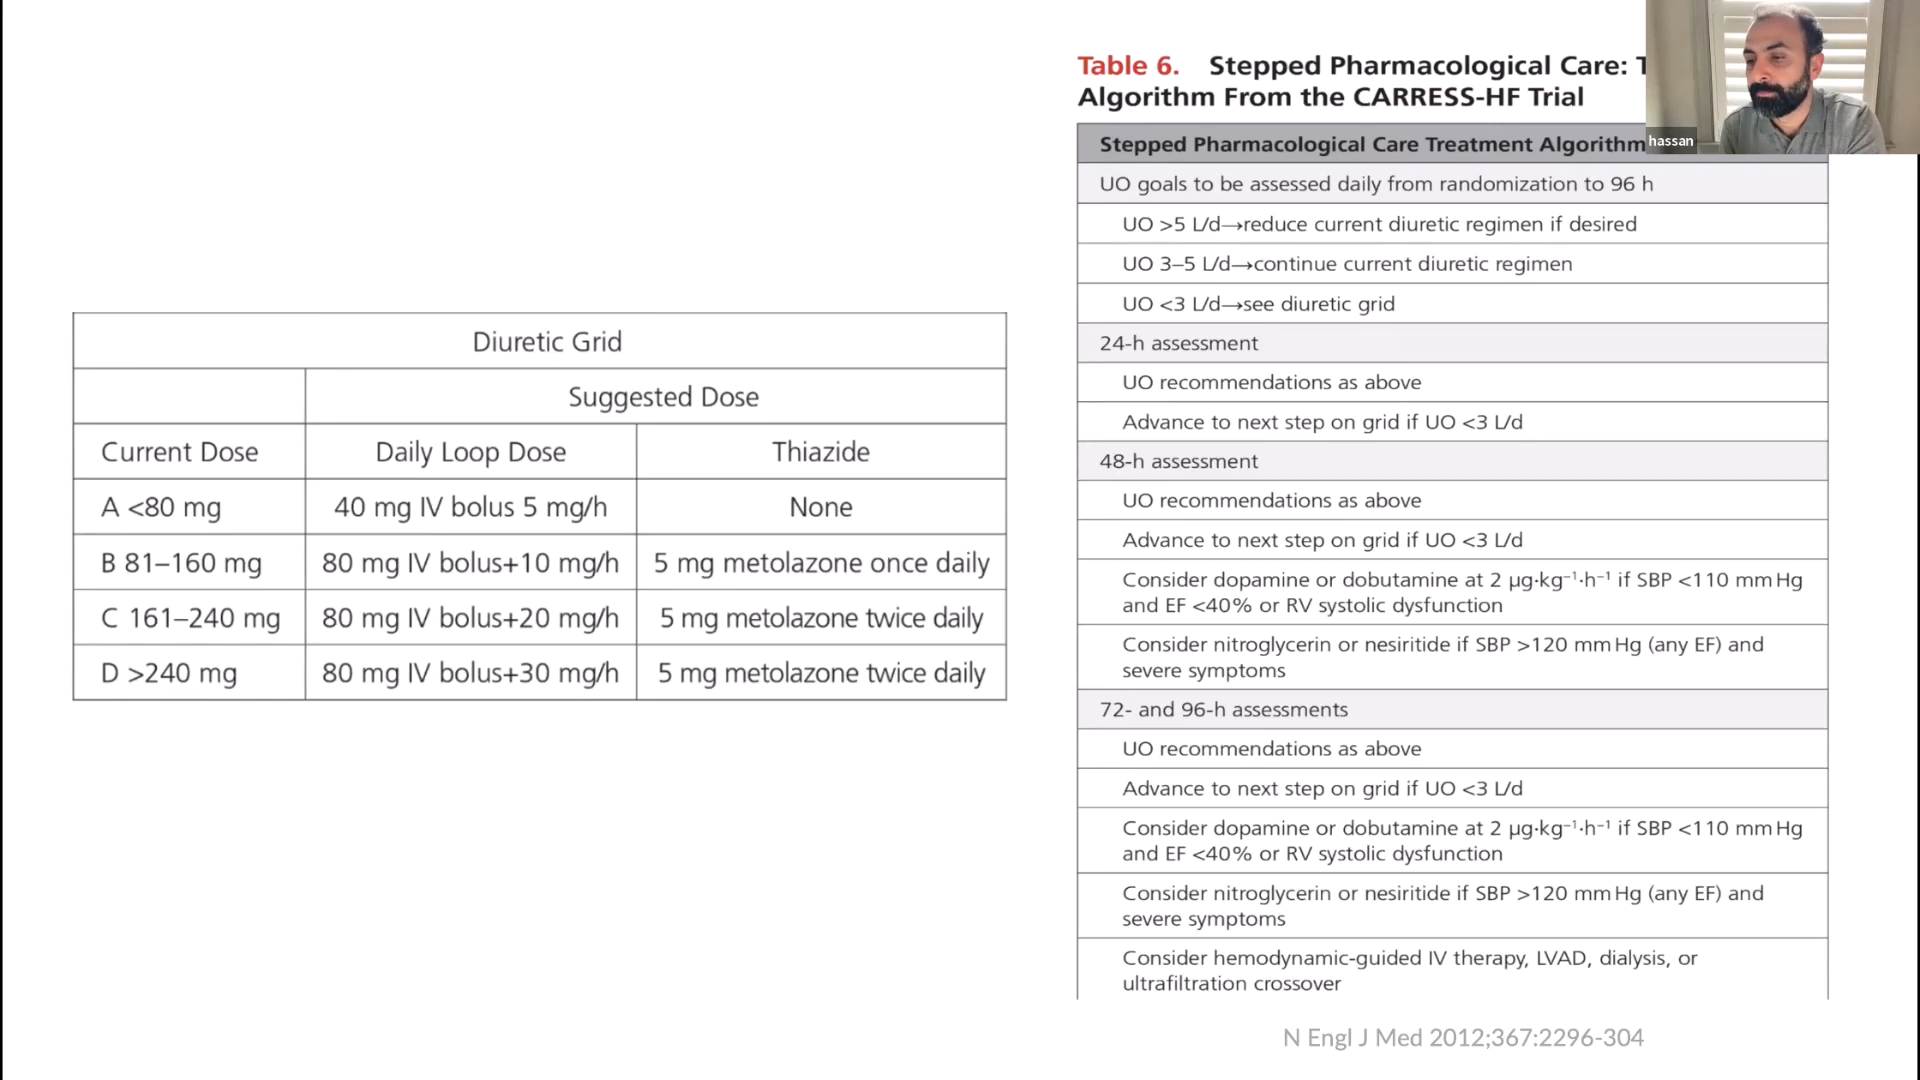 Diuretic Grid
Suggested Dose
Current Dose Daily Loop Dose Thiazide
A <80 mg 40 mg IV bolus 5 mg/h None
B 81–160 mg 80 mg IV bolus+10 mg/h 5 mg metolazone once daily
C 161–240 mg 80 mg IV bolus+20 mg/h 5 mg metolazone twice daily
D >240 mg 80 mg IV bolus+30 mg/h 5 mg metolazone twice daily
Table 6. Stepped Pharmacological Care: T
Algorithm From the CARRESS-HF Trial
Stepped Pharmacological Care Treatment Algorithm
UO goals to be assessed daily from randomization to 96 h
UO >5 L/d→reduce current diuretic regimen if desired
UO 3–5 L/d→continue current diuretic regimen
UO <3 L/d→see diuretic grid
24-h assessment
UO recommendations as above
Advance to next step on grid if UO <3 L/d
48-h assessment
UO recommendations as above
Advance to next step on grid if UO <3 L/d
Consider dopamine or dobutamine at 2 µg·kg⁻¹·h⁻¹ if SBP <110 mm Hg
and EF <40% or RV systolic dysfunction
Consider nitroglycerin or nesiritide if SBP >120 mm Hg (any EF) and
severe symptoms
72- and 96-h assessments
UO recommendations as above
Advance to next step on grid if UO <3 L/d
Consider dopamine or dobutamine at 2 µg·kg⁻¹·h⁻¹ if SBP <110 mm Hg
and EF <40% or RV systolic dysfunction
Consider nitroglycerin or nesiritide if SBP >120 mm Hg (any EF) and
severe symptoms
Consider hemodynamic-guided IV therapy, LVAD, dialysis, or
ultrafiltration crossover
N Engl J Med 2012;367:2296-304
hassan